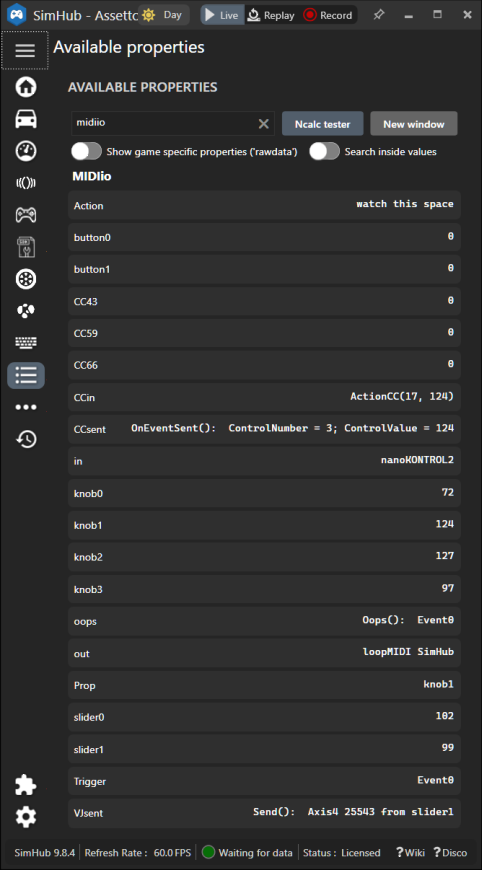 SimHub - Assettc Day Live Replay Record
Available properties
AVAILABLE PROPERTIES
midiio Ncalc tester New window
Show game specific properties ('rawdata') Search inside values
MIDIio
Action watch this space
button0 0
button1 0
CC43 0
CC59 0
CC66 0
CCin ActionCC(17, 124)
CCsent OnEventSent(): ControlNumber = 3; ControlValue = 124
in nanoKONTROL2
knob0 72
knob1 124
knob2 127
knob3 97
oops Oops(): Event0
out loopMIDI SimHub
Prop knob1
slider0 102
slider1 99
Trigger Event0
VJsent Send(): Axis4 25543 from slider1
SimHub 9.8.4 Refresh Rate : 60.0 FPS Waiting for data Status : Licensed ?Wiki ?Disco